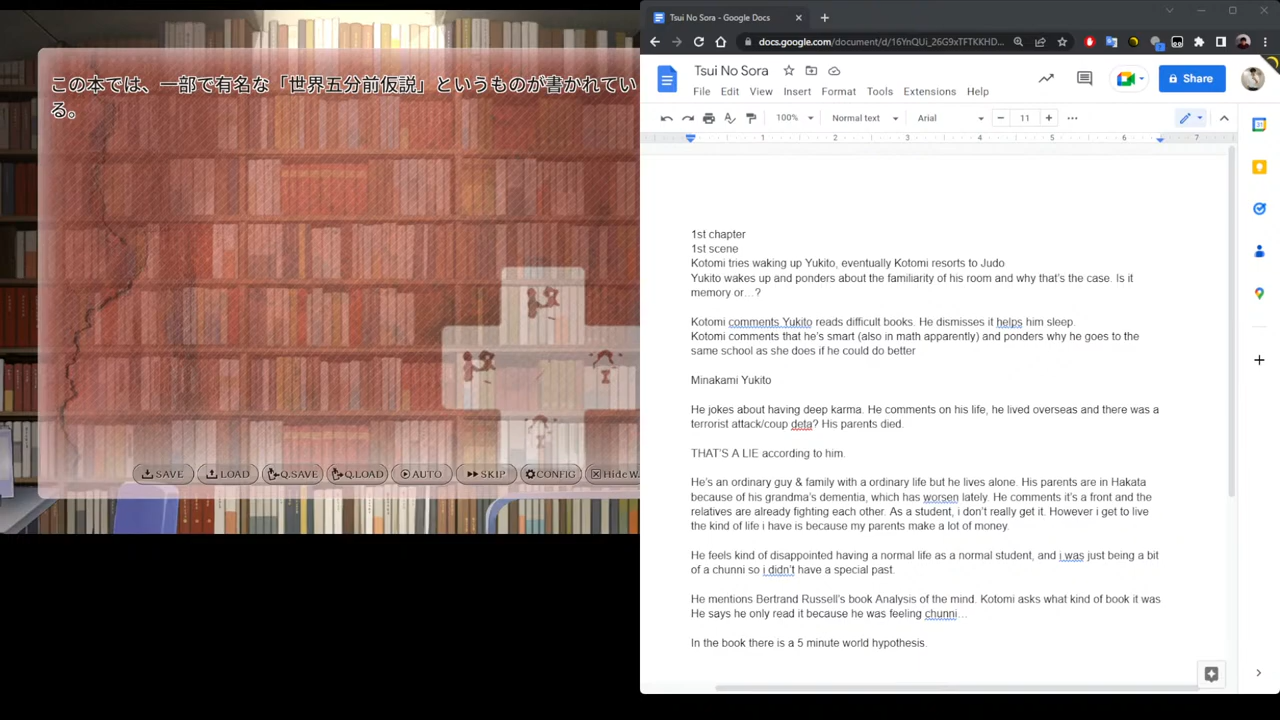 この本では、一部で有名な「世界五分前仮説」というものが書かれてい
る。
SAVE
LOAD
Q.SAVE
Q.LOAD
AUTO
SKIP
CONFIG
Hide W
Tsui No Sora - Google Docs
docs.google.com/document/d/16YnQUi_26G9xTFTKKHD...
Tsui No Sora
Share
File Edit View Insert Format Tools Extensions Help
100% Normal text Arial 11
1 2 3 4 5 6 7
1st chapter
1st scene
Kotomi tries waking up Yukito, eventually Kotomi resorts to Judo
Yukito wakes up and ponders about the familiarity of his room and why that's the case. Is it
memory or…?
Kotomi comments Yukito reads difficult books. He dismisses it helps him sleep.
Kotomi comments that he's smart (also in math apparently) and ponders why he goes to the
same school as she does if he could do better
Minakami Yukito
He jokes about having deep karma. He comments on his life, he lived overseas and there was a
terrorist attack/coup deta? His parents died.
THAT'S A LIE according to him.
He's an ordinary guy & family with a ordinary life but he lives alone. His parents are in Hakata
because of his grandma's dementia, which has worsen lately. He comments it's a front and the
relatives are already fighting each other. As a student, i don't really get it. However i get to live
the kind of life i have is because my parents make a lot of money.
He feels kind of disappointed having a normal life as a normal student, and i was just being a bit
of a chunni so i didn't have a special past.
He mentions Bertrand Russell's book Analysis of the mind. Kotomi asks what kind of book it was
He says he only read it because he was feeling chunni…
In the book there is a 5 minute world hypothesis.